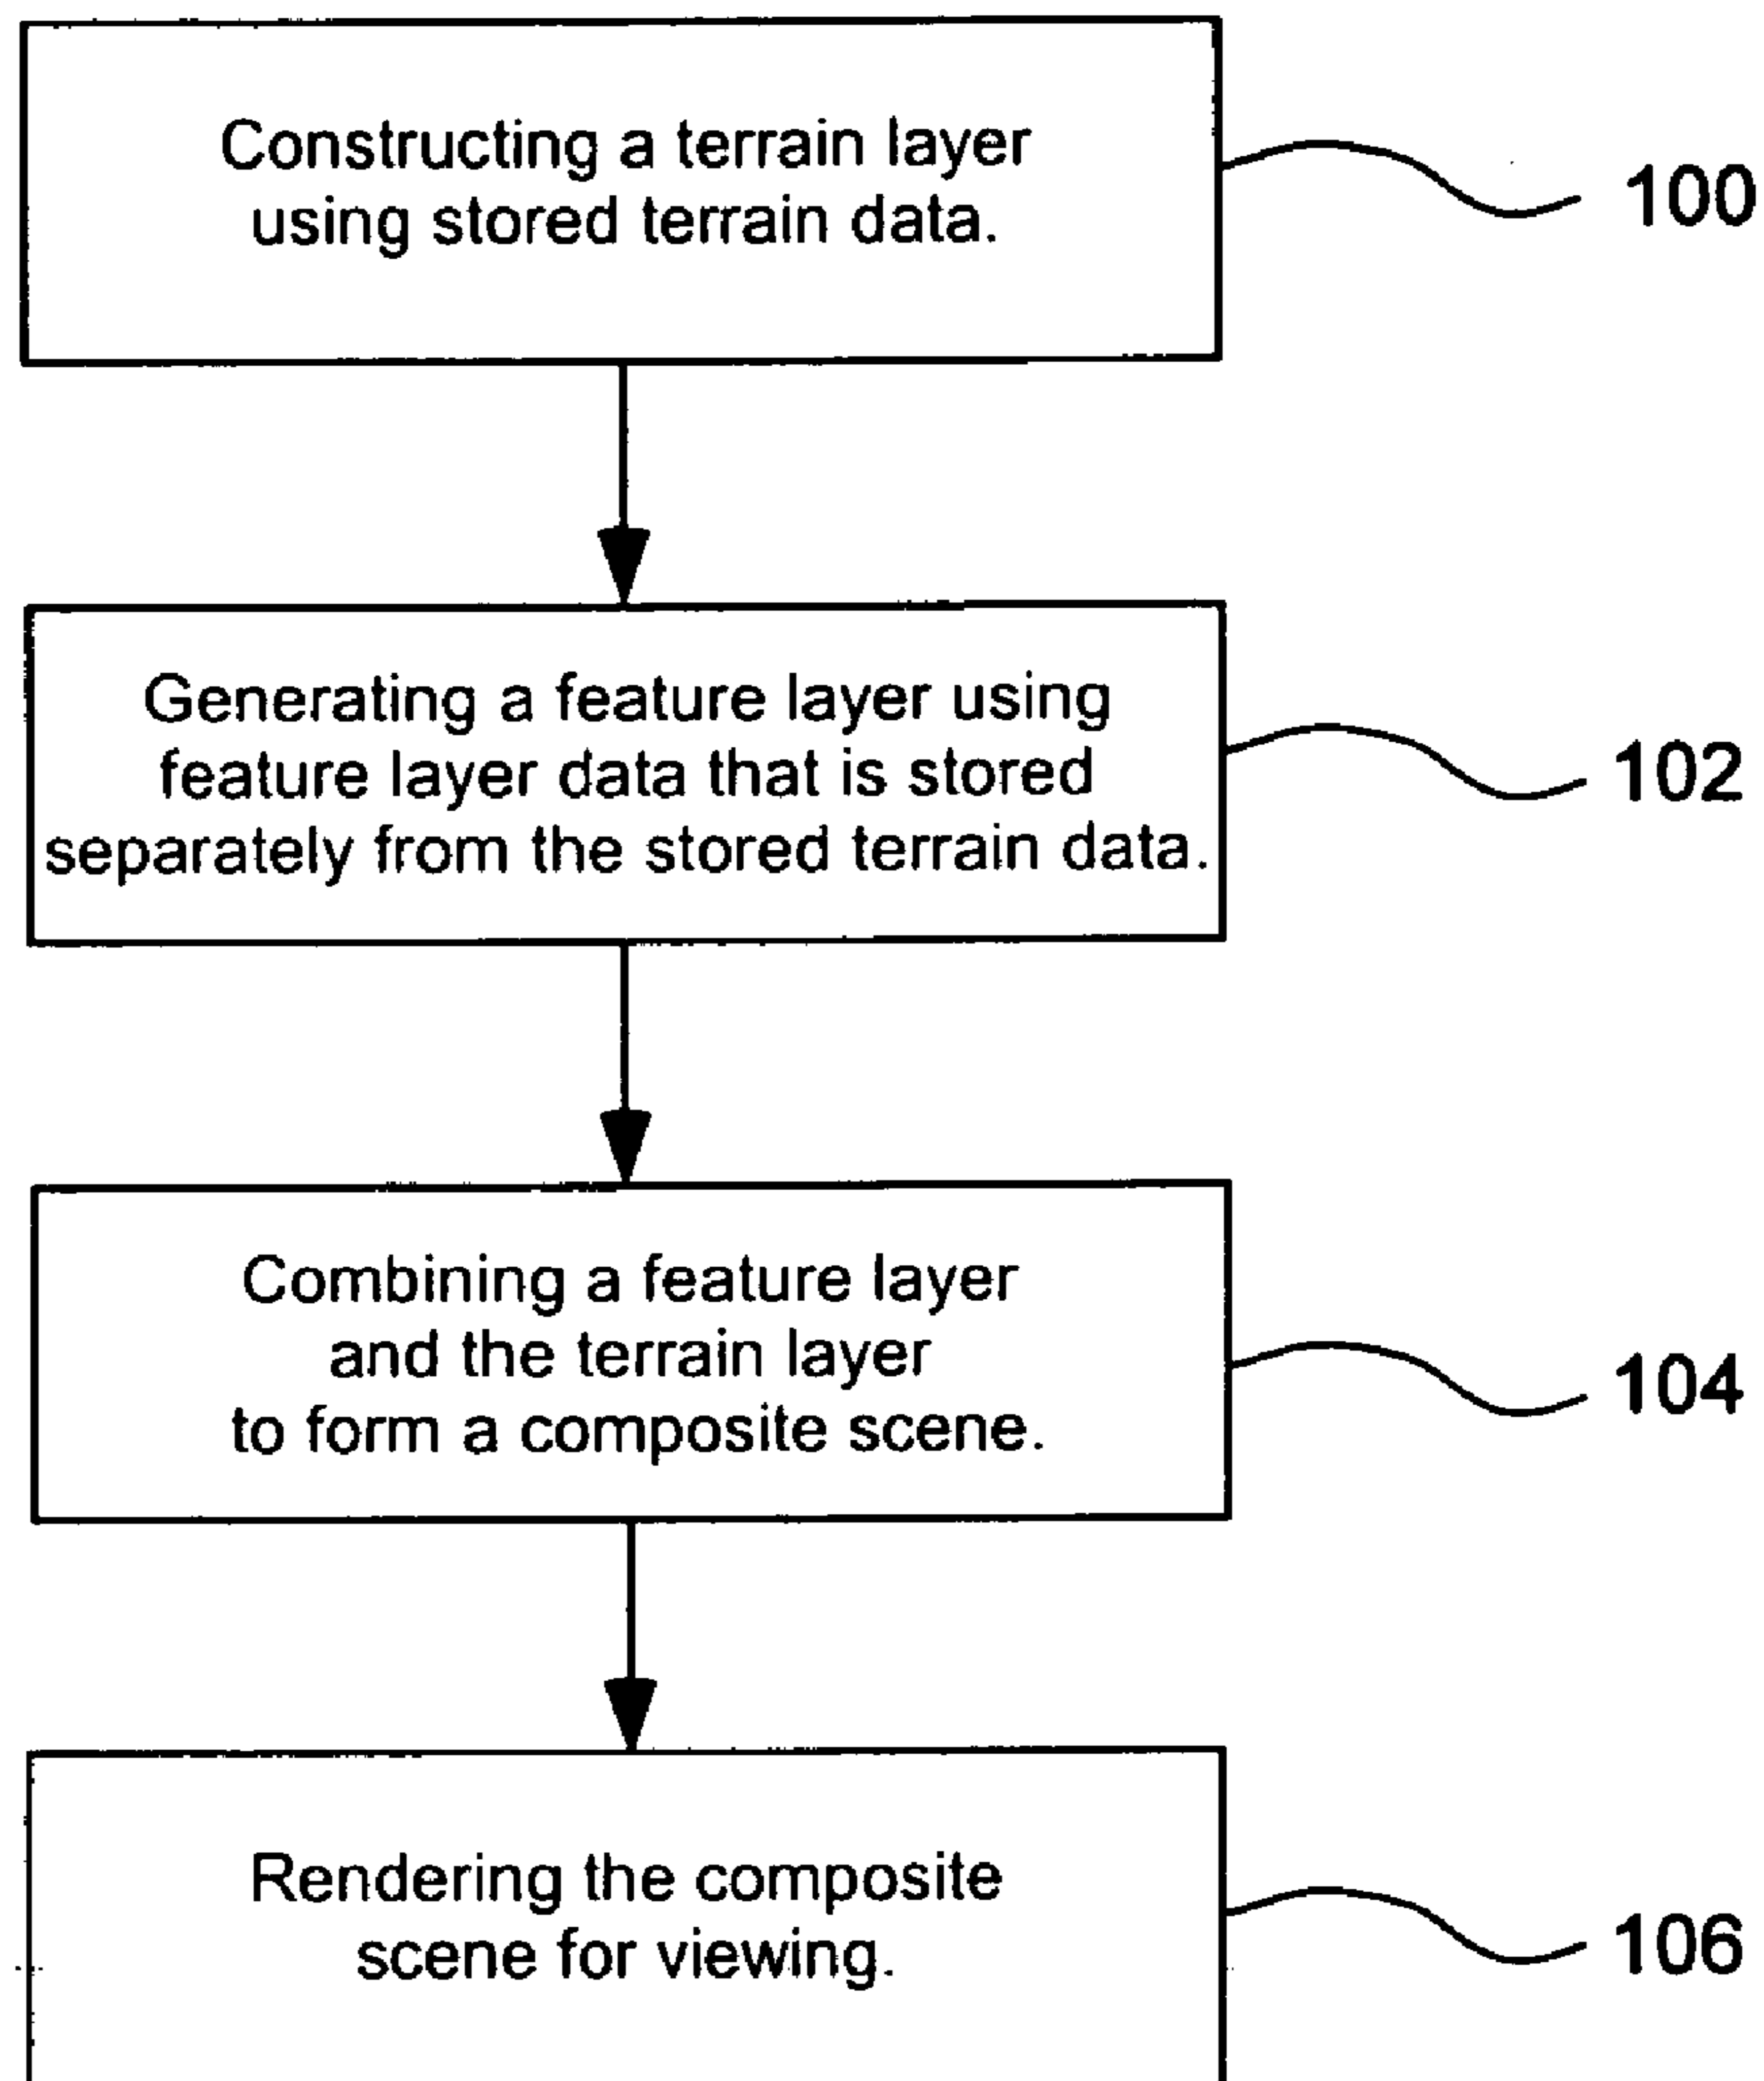 Constructing a terrain layer
using stored terrain data.
100
Generating a feature layer using
feature layer data that is stored
separately from the stored terrain data.
102
Combining a feature layer
and the terrain layer
to form a composite scene.
104
Rendering the composite
scene for viewing.
106